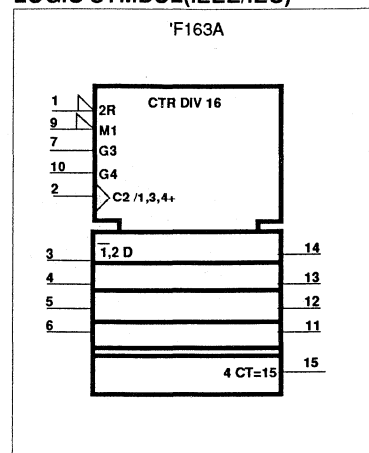 LOGIC SYMBOL(IEEE/IEC)
'F163A
CTR DIV 16
1 2R
9 M1
7 G3
10 G4
2 C2 /1,3,4+
3 1̅,2 D 14
4 13
5 12
6 11
4 CT=15 15